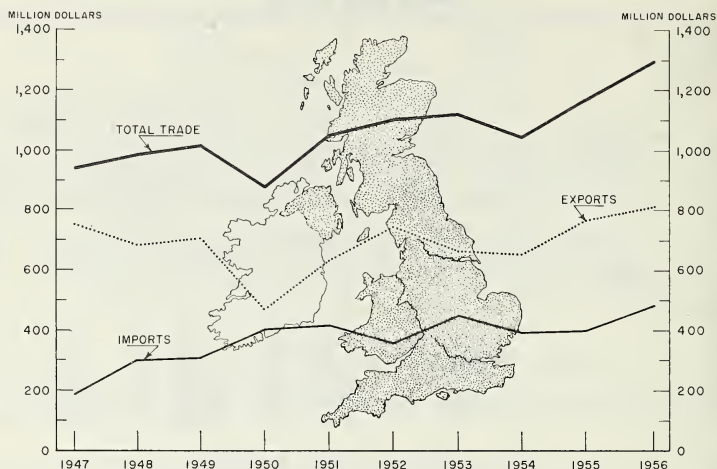 MILLION DOLLARS
MILLION DOLLARS
1,400
1,400
1,200
1,200
TOTAL TRADE
1,000
1,000
EXPORTS
800
800
600
600
400
400
IMPORTS
200
200
0
0
1947 1948 1949 1950 1951 1952 1953 1954 1955 1956